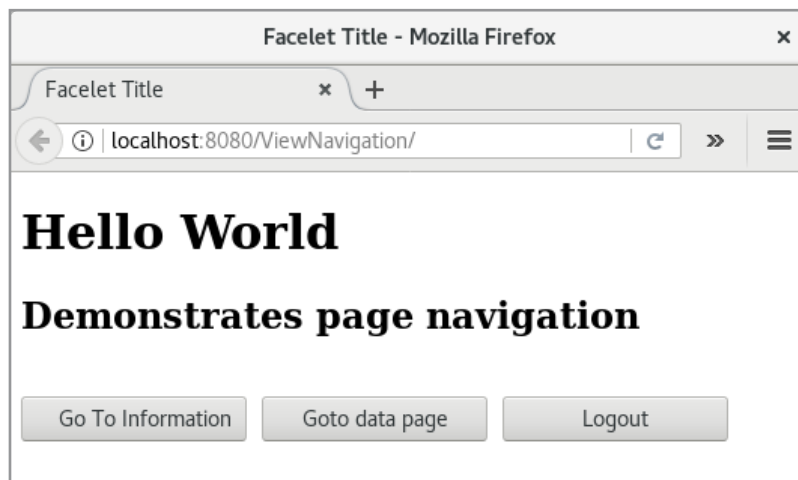 Facelet Title - Mozilla Firefox
Facelet Title
localhost:8080/ViewNavigation/
Hello World
Demonstrates page navigation
Go To Information Goto data page Logout